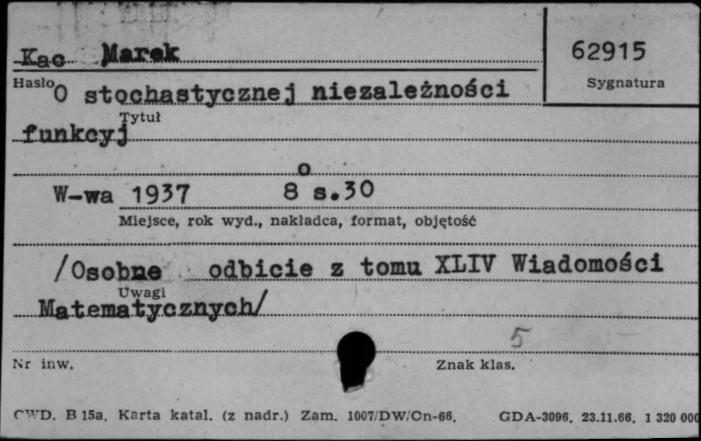 Kac Marek
62915
Hasło
Sygnatura
O stochastycznej niezależności
Tytuł
funkcyj
W-wa 1937 8° s.30
Miejsce, rok wyd., nakładca, format, objętość
/Osobne odbicie z tomu XLIV Wiadomości
Uwagi
Matematycznych/
5
Nr inw.
Znak klas.
CWD. B 15a. Karta katal. (z nadr.) Zam. 1007/DW/Cn-66. GDA-3096. 23.11.66. 1 320 000